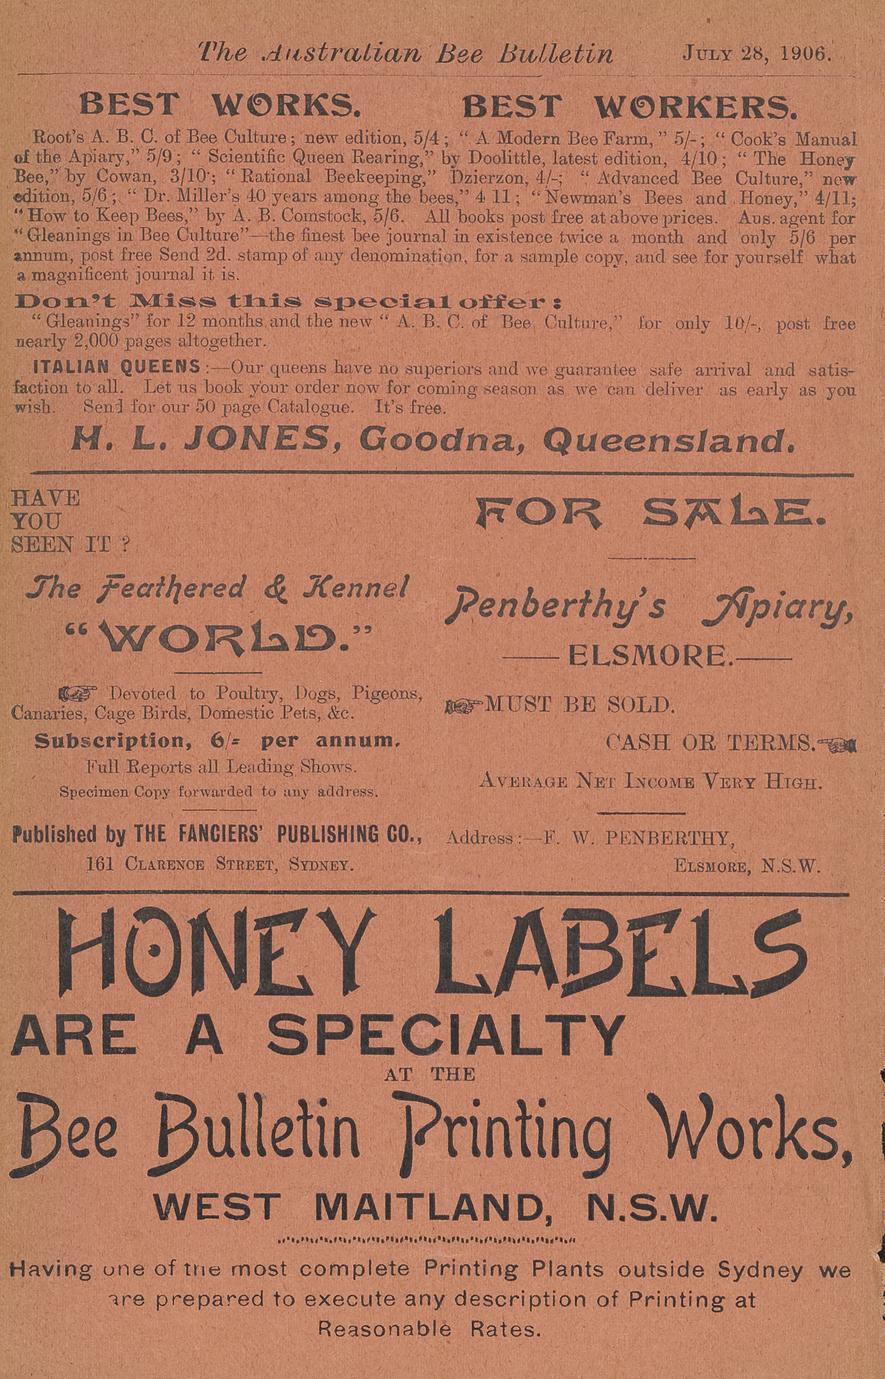 The Australian Bee Bulletin JULY 28, 1906.
BEST WORKS. BEST WORKERS.
Root's A. B. C. of Bee Culture; new edition, 5/4; “ A Modern Bee Farm, ” 5/-; “ Cook's Manual
of the Apiary,” 5/9; “ Scientific Queen Rearing,” by Doolittle, latest edition, 4/10; “ The Honey
Bee,” by Cowan, 3/10; “ Rational Beekeeping,” Dzierzon, 4/-; “ Advanced Bee Culture,” new
edition, 5/6; “ Dr. Miller's 40 years among the bees,” 4 11; “ Newman's Bees and Honey,” 4/11;
“ How to Keep Bees,” by A. B. Comstock, 5/6. All books post free at above prices. Aus. agent for
“ Gleanings in Bee Culture”—the finest bee journal in existence twice a month and only 5/6 per
annum, post free Send 2d. stamp of any denomination, for a sample copy, and see for yourself what
a magnificent journal it is.
Don't Miss this special offer:
“ Gleanings” for 12 months and the new “ A. B. C. of Bee Culture,” for only 10/-, post free
nearly 2,000 pages altogether.
ITALIAN QUEENS:—Our queens have no superiors and we guarantee safe arrival and satis-
faction to all. Let us book your order now for coming season as we can deliver as early as you
wish. Send for our 50 page Catalogue. It's free.
H. L. JONES, Goodna, Queensland.
HAVE
YOU
SEEN IT ?
The Feathered & Kennel
“WORLD.”
Devoted to Poultry, Dogs, Pigeons,
Canaries, Cage Birds, Domestic Pets, &c.
Subscription, 6/= per annum.
Full Reports all Leading Shows.
Specimen Copy forwarded to any address.
Published by THE FANCIERS' PUBLISHING CO.,
161 CLARENCE STREET, SYDNEY.
FOR SALE.
Penberthy's Apiary,
ELSMORE.
MUST BE SOLD.
CASH OR TERMS.
AVERAGE NET INCOME VERY HIGH.
Address:—F. W. PENBERTHY,
ELSMORE, N.S.W.
HONEY LABELS
ARE A SPECIALTY
AT THE
Bee Bulletin Printing Works,
WEST MAITLAND, N.S.W.
Having one of the most complete Printing Plants outside Sydney we
are prepared to execute any description of Printing at
Reasonable Rates.